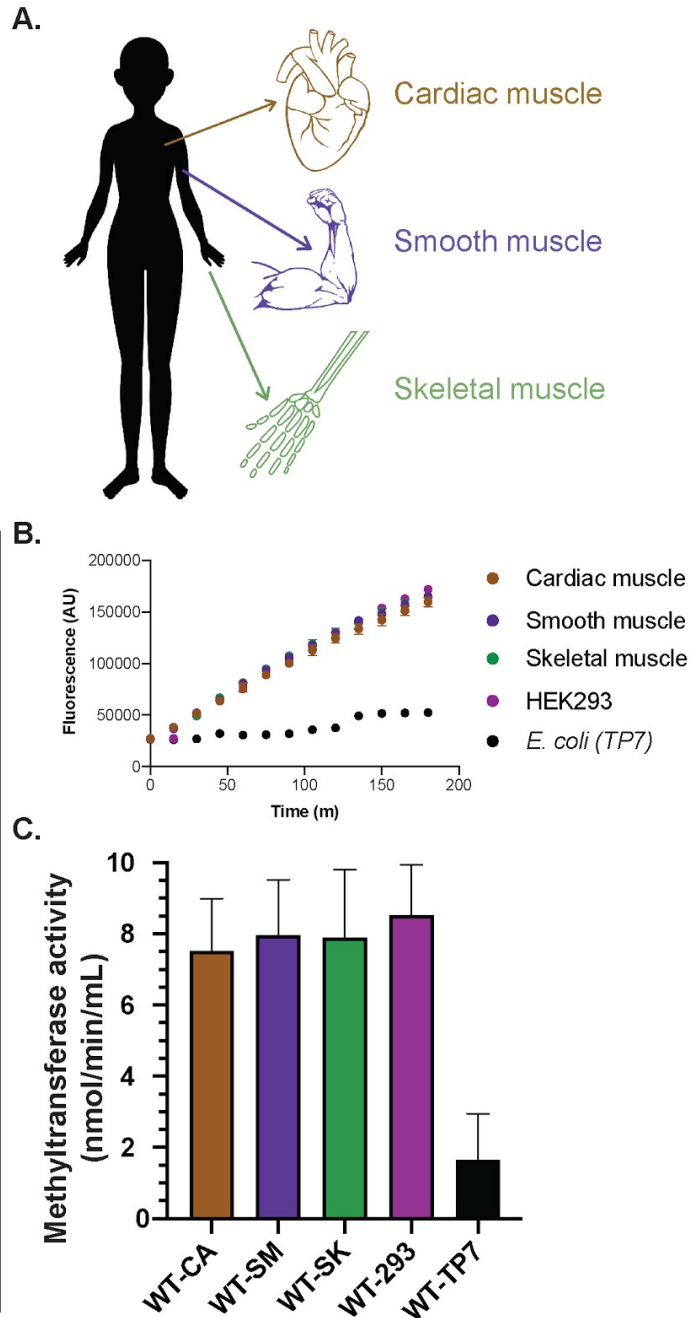 A.
Cardiac muscle
Smooth muscle
Skeletal muscle
B.
200000
150000
100000
50000
0
Fluorescence (AU)
0 50 100 150 200
Time (m)
Cardiac muscle
Smooth muscle
Skeletal muscle
HEK293
E. coli (TP7)
C.
10
8
6
4
2
0
Methyltransferase activity
(nmol/min/mL)
WT-CA WT-SM WT-SK WT-293 WT-TP7